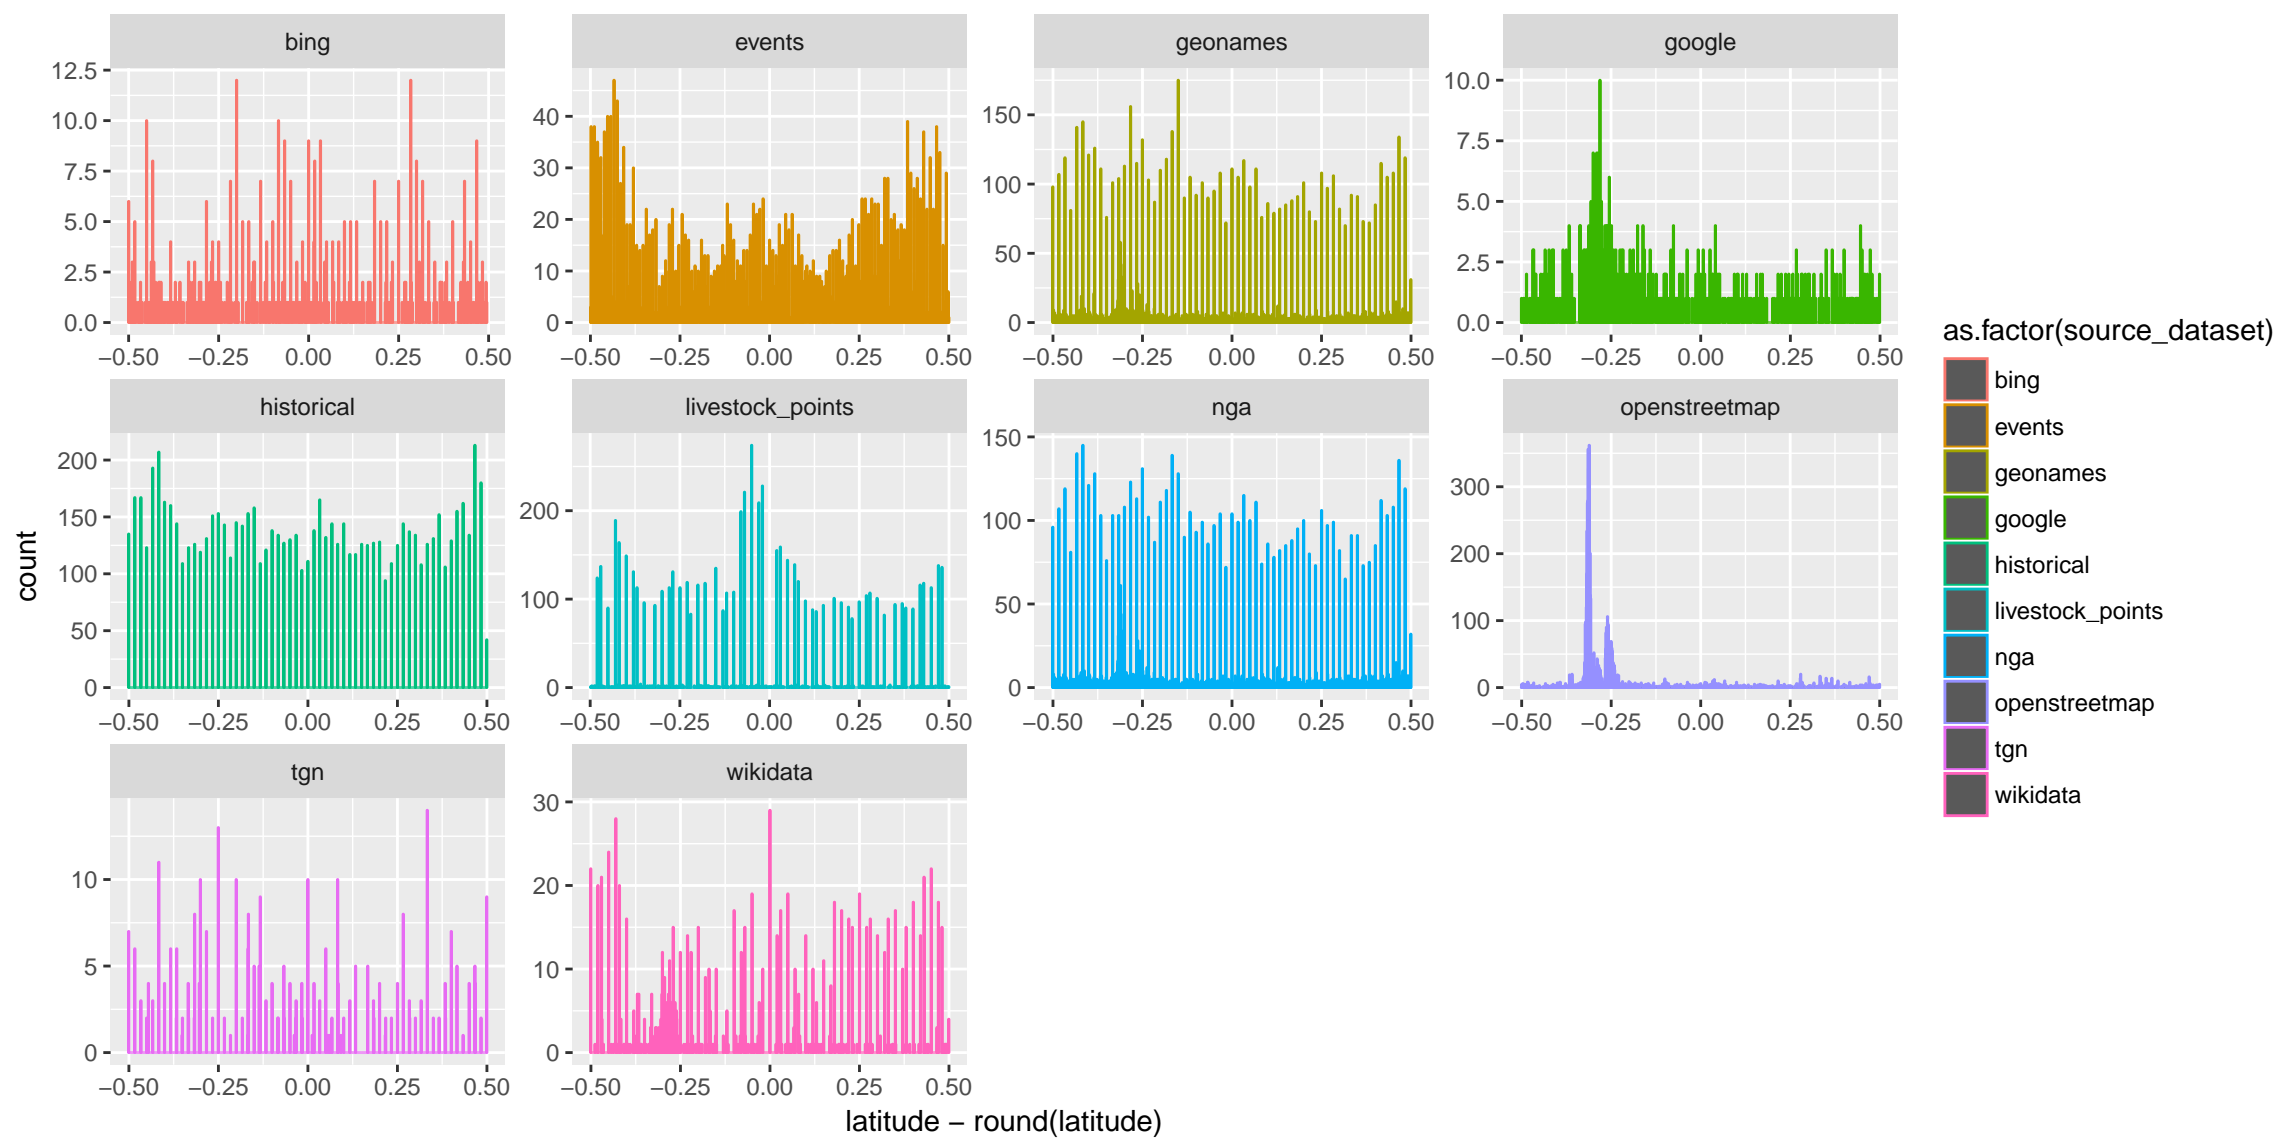 bing
events
geonames
google
12.5
10.0
7.5
5.0
2.5
0.0
40
30
20
10
0
150
100
50
0
10.0
7.5
5.0
2.5
0.0
−0.50 −0.25 0.00 0.25 0.50
−0.50 −0.25 0.00 0.25 0.50
−0.50 −0.25 0.00 0.25 0.50
−0.50 −0.25 0.00 0.25 0.50
historical
livestock_points
nga
openstreetmap
200
150
100
50
0
200
100
0
150
100
50
0
300
200
100
0
−0.50 −0.25 0.00 0.25 0.50
−0.50 −0.25 0.00 0.25 0.50
−0.50 −0.25 0.00 0.25 0.50
−0.50 −0.25 0.00 0.25 0.50
tgn
wikidata
10
5
0
30
20
10
0
−0.50 −0.25 0.00 0.25 0.50
−0.50 −0.25 0.00 0.25 0.50
count
latitude − round(latitude)
as.factor(source_dataset)
bing
events
geonames
google
historical
livestock_points
nga
openstreetmap
tgn
wikidata